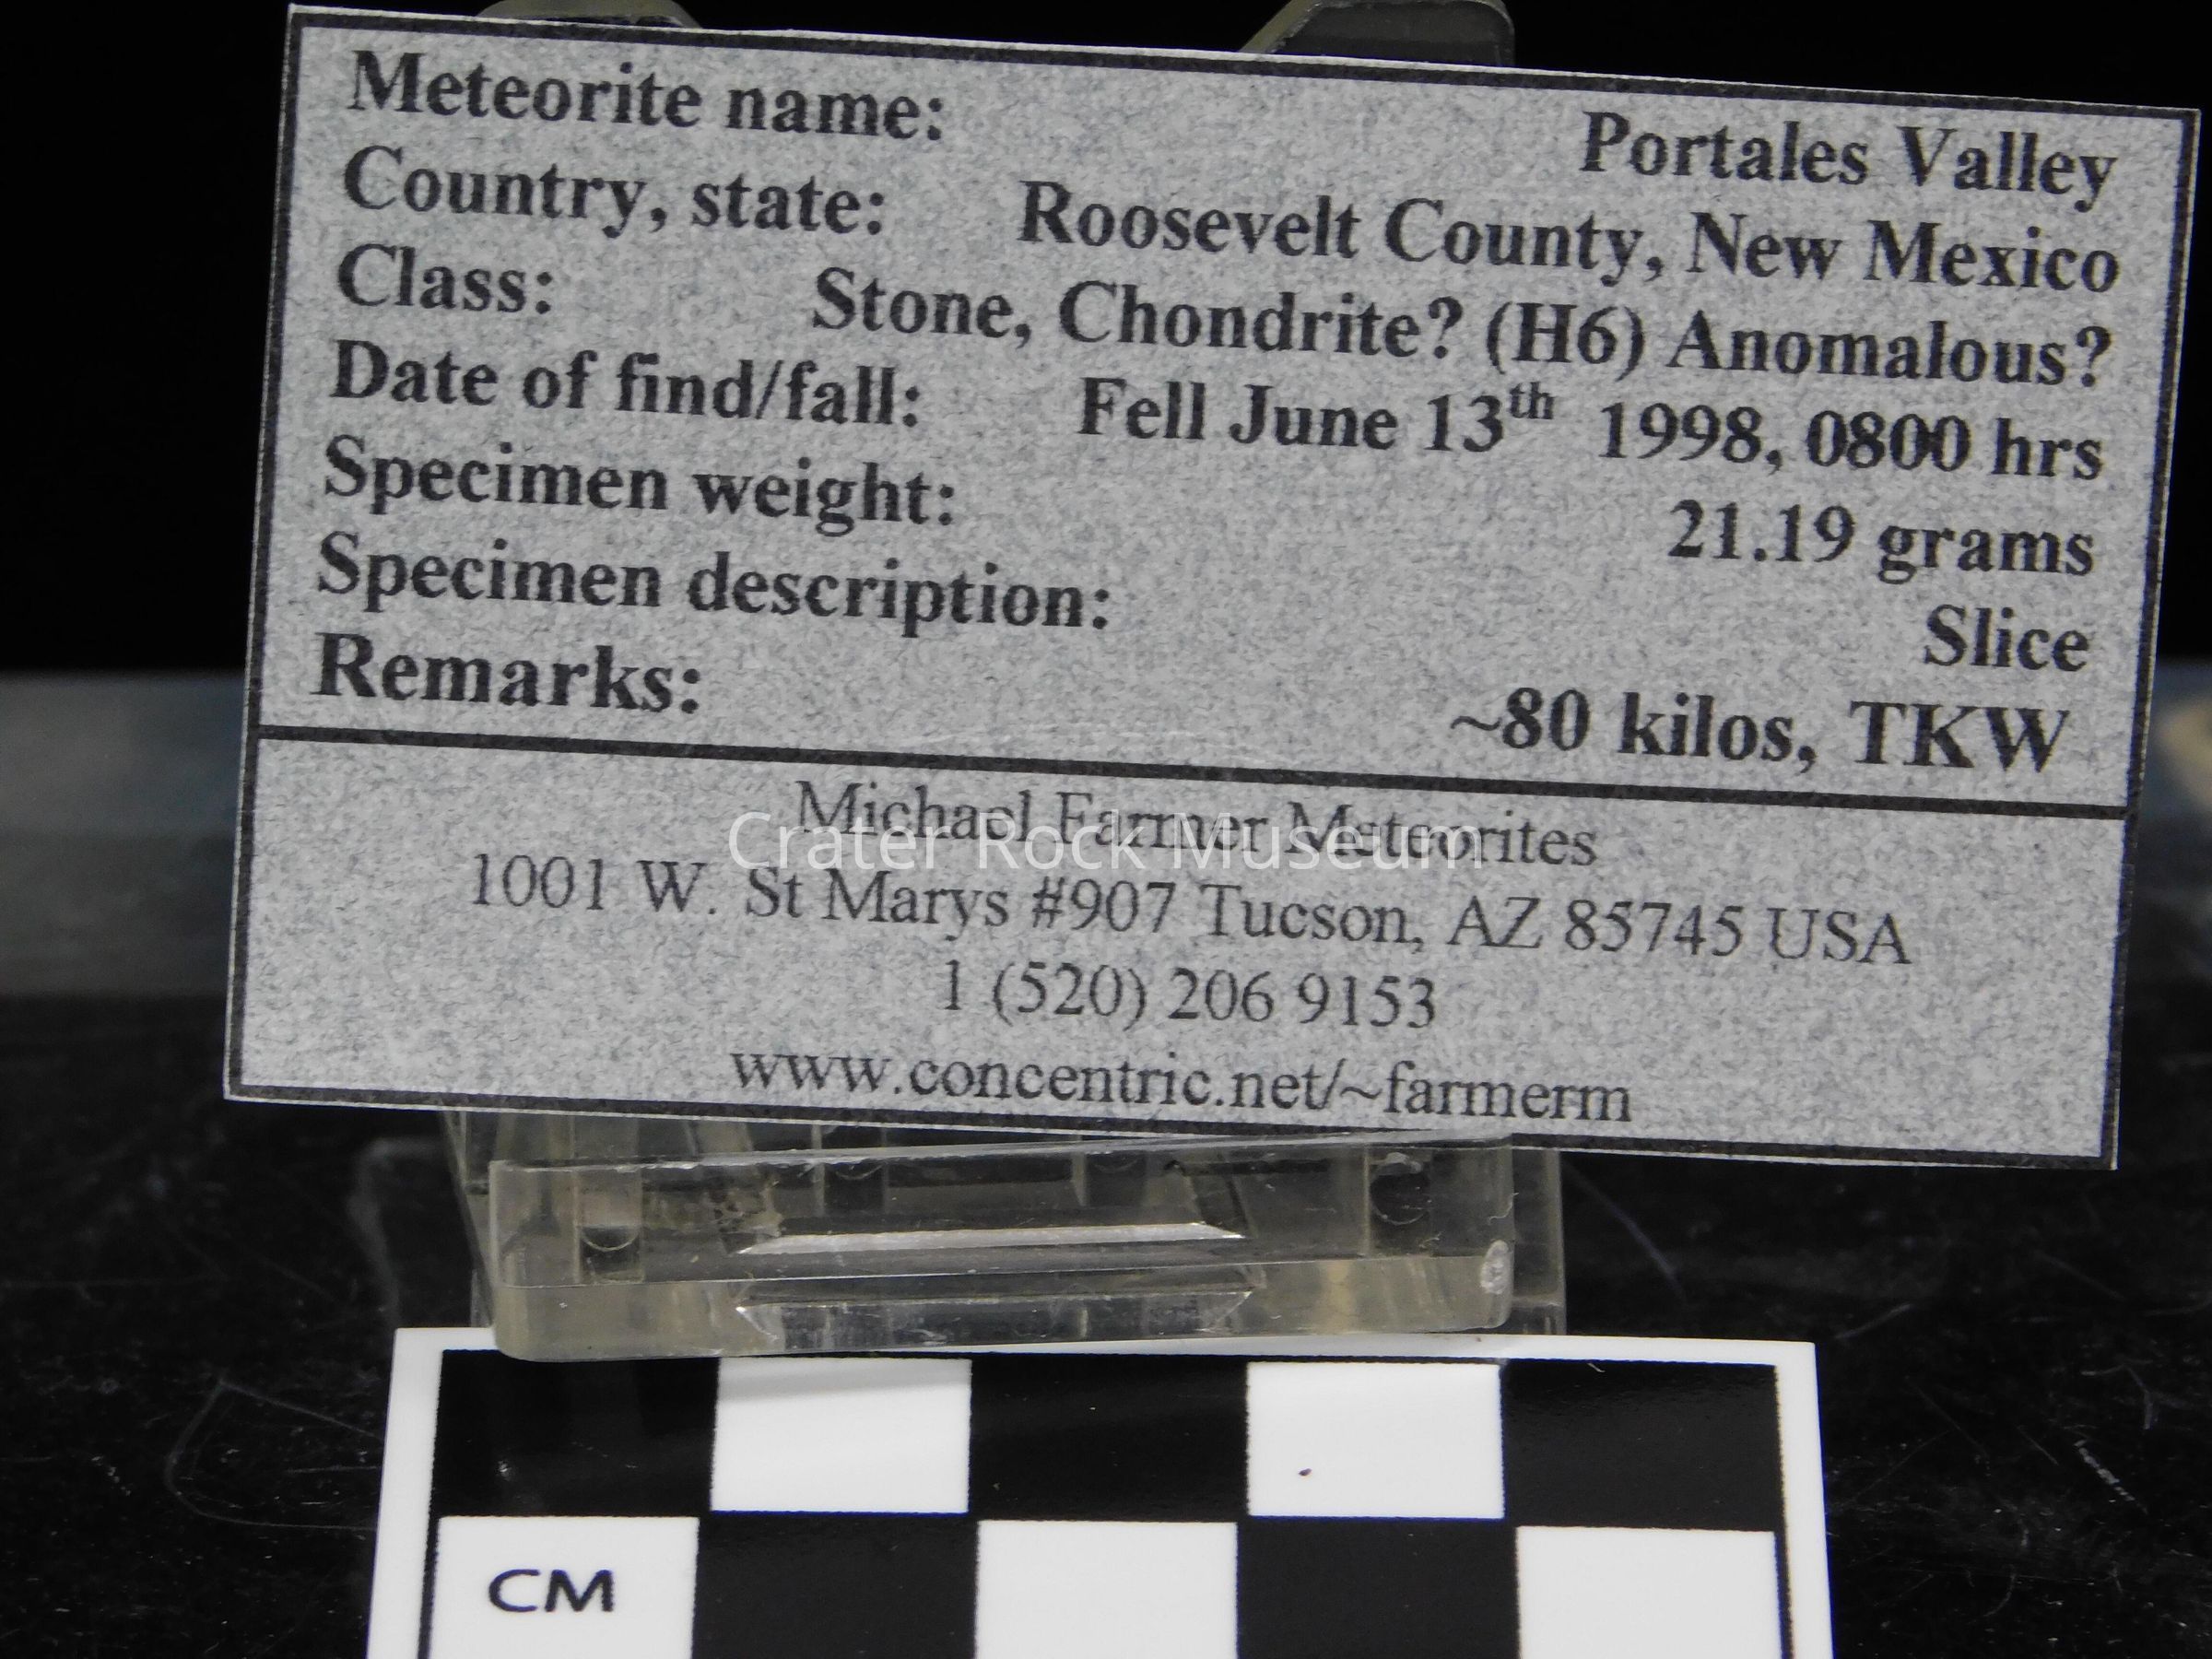 Meteorite name: Portales Valley
Country, state: Roosevelt County, New Mexico
Class: Stone, Chondrite? (H6) Anomalous?
Date of find/fall: Fell June 13th 1998, 0800 hrs
Specimen weight: 21.19 grams
Specimen description: Slice
Remarks: ~80 kilos, TKW
Michael Farmer Meteorites
Crater Rock Museum
1001 W. St Marys #907 Tucson, AZ 85745 USA
1 (520) 206 9153
www.concentric.net/~farmerm
CM